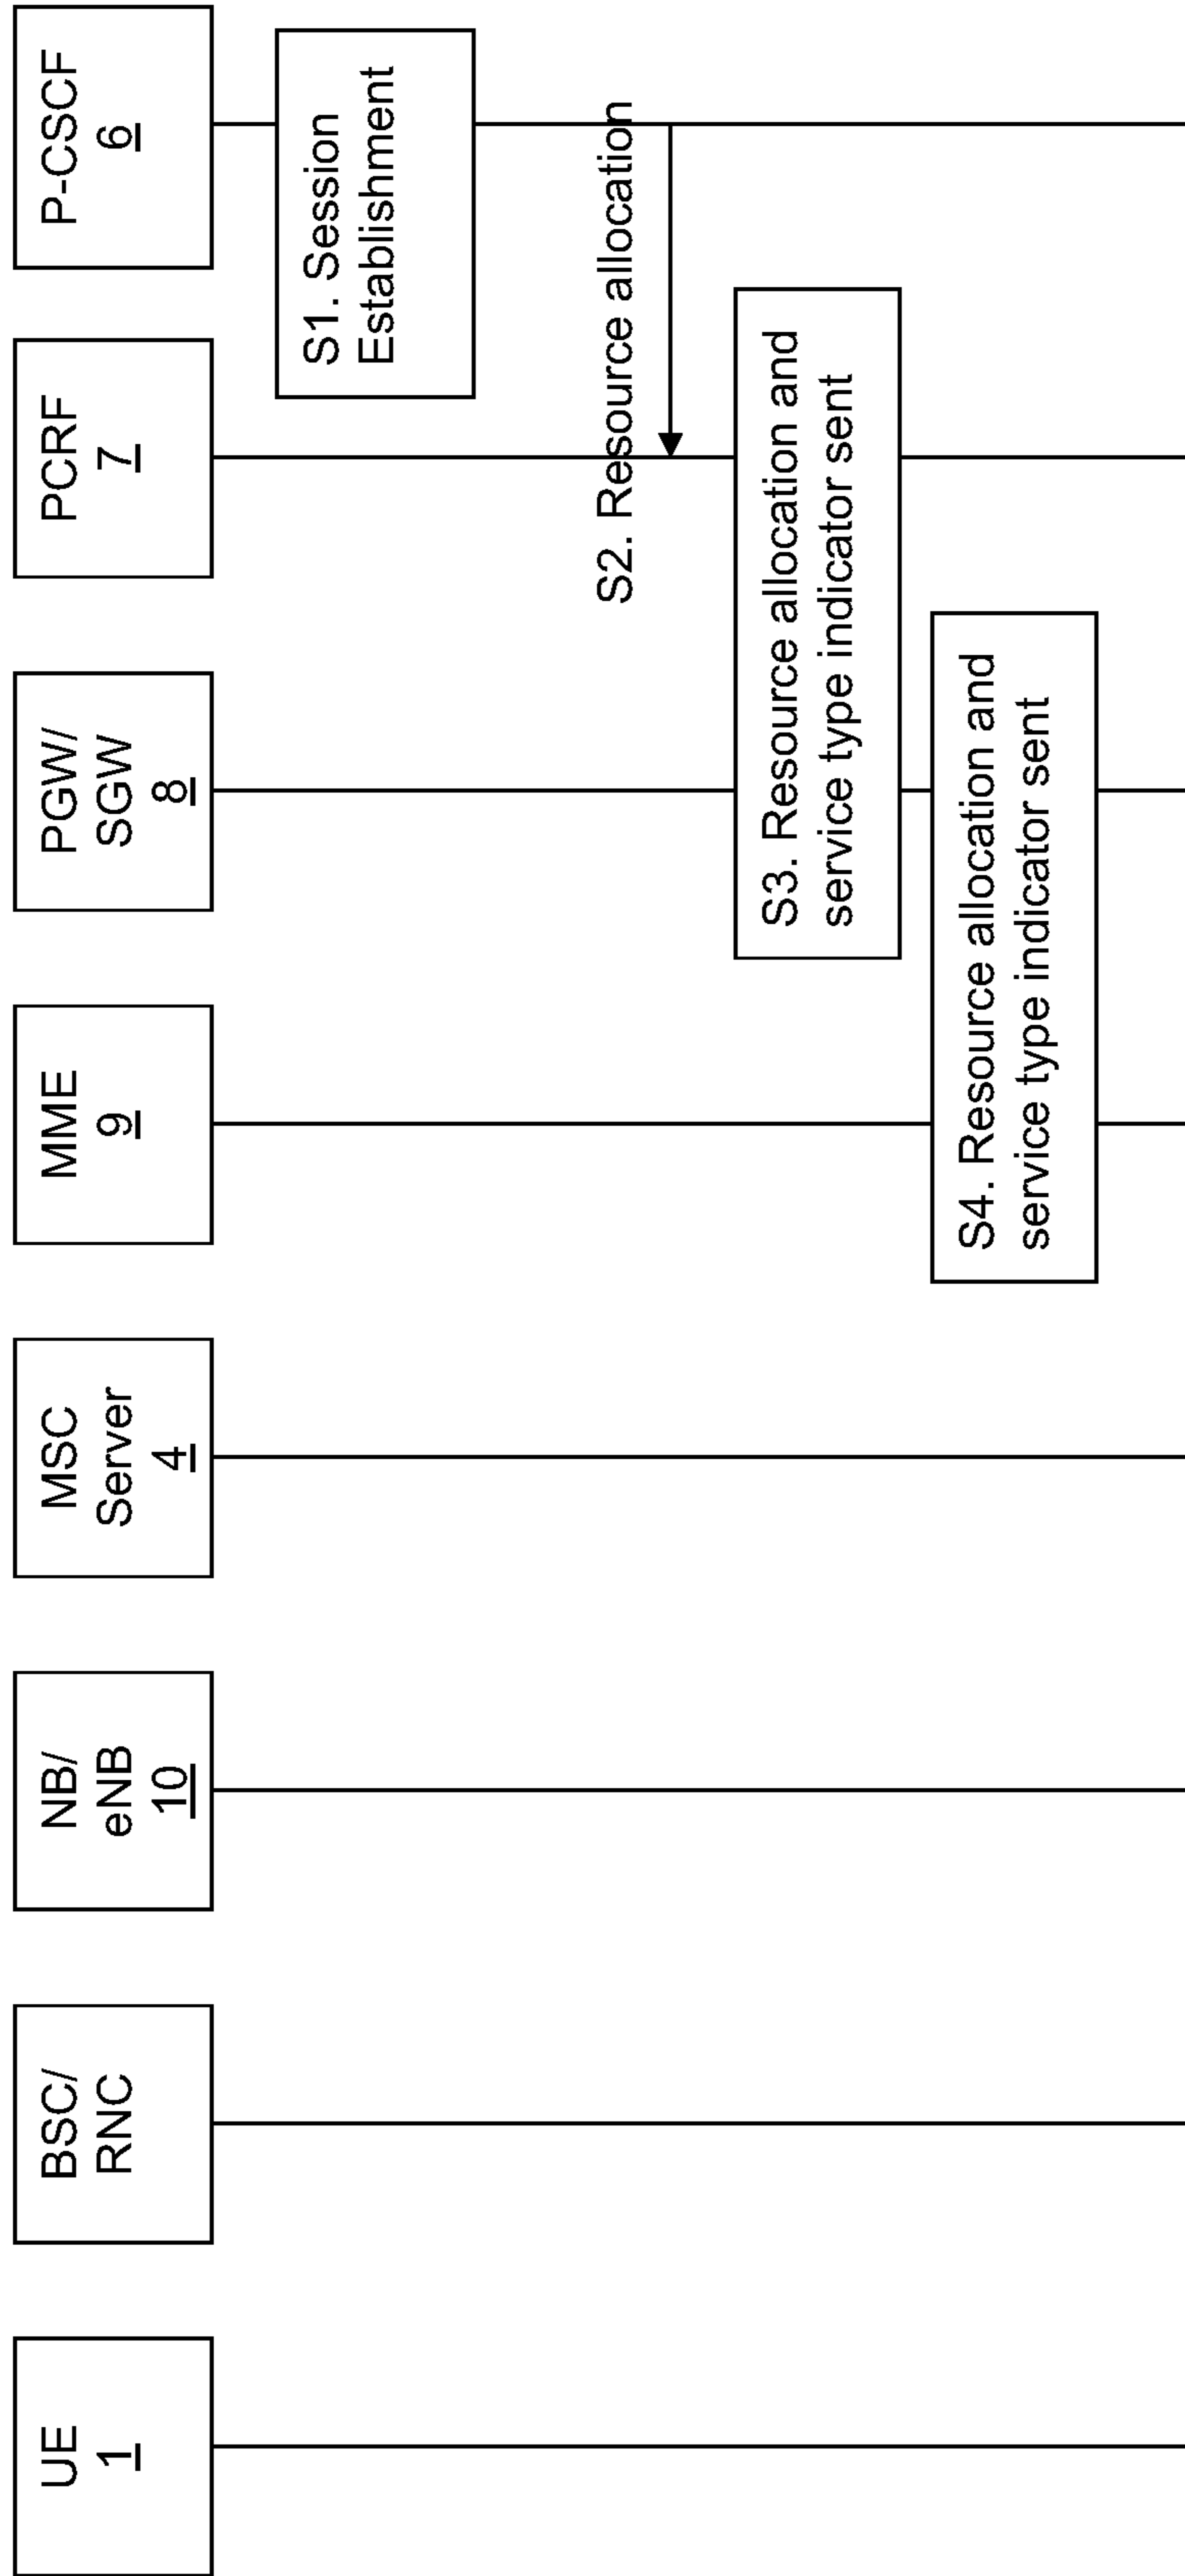 UE
1
BSC/
RNC
NB/
eNB
10
MSC
Server
4
MME
9
PGW/
SGW
8
PCRF
7
P-CSCF
6
S1. Session
Establishment
S2. Resource allocation
S3. Resource allocation and
service type indicator sent
S4. Resource allocation and
service type indicator sent